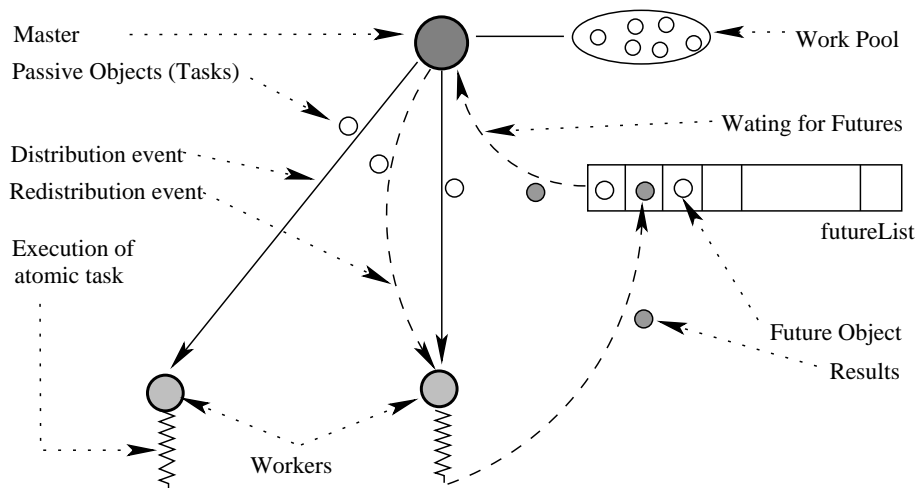 Master
Work Pool
Passive Objects (Tasks)
Wating for Futures
Distribution event
Redistribution event
futureList
Execution of
atomic task
Future Object
Results
Workers